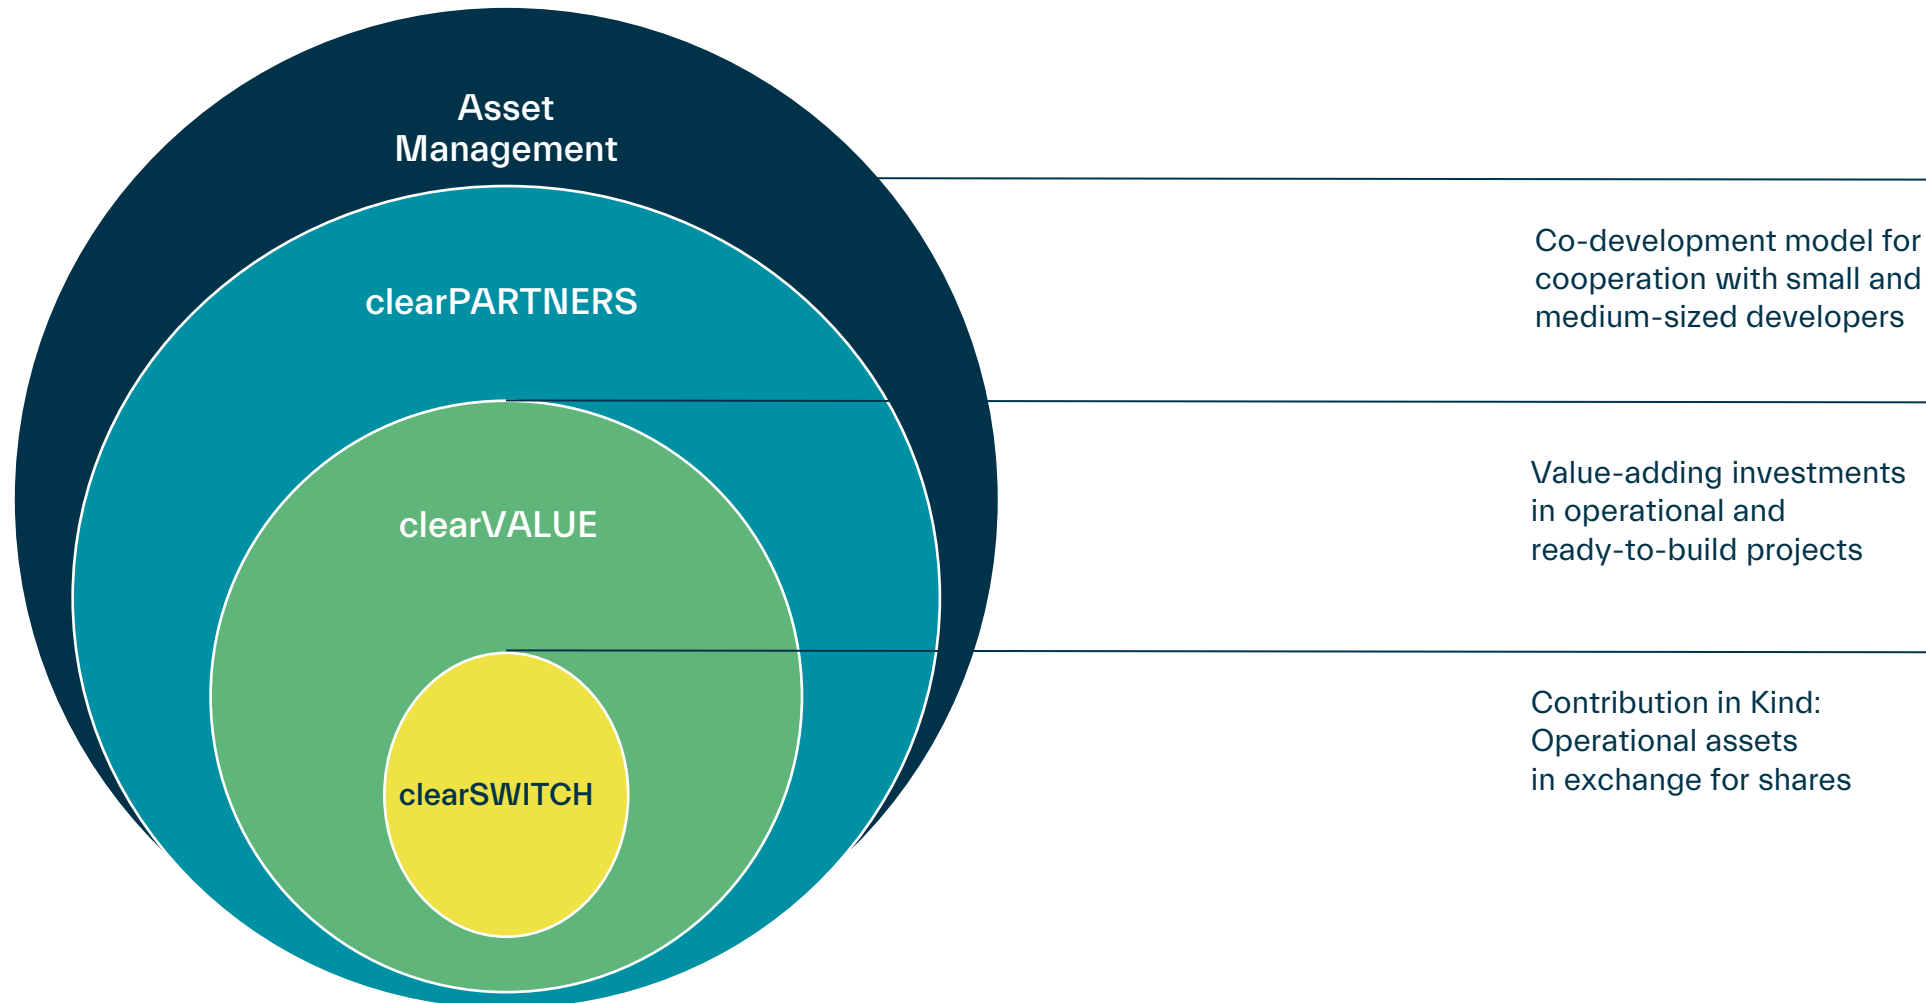 Asset
Management
clearPARTNERS
Co-development model for
cooperation with small and
medium-sized developers
clearVALUE
Value-adding investments
in operational and
ready-to-build projects
clearSWITCH
Contribution in Kind:
Operational assets
in exchange for shares